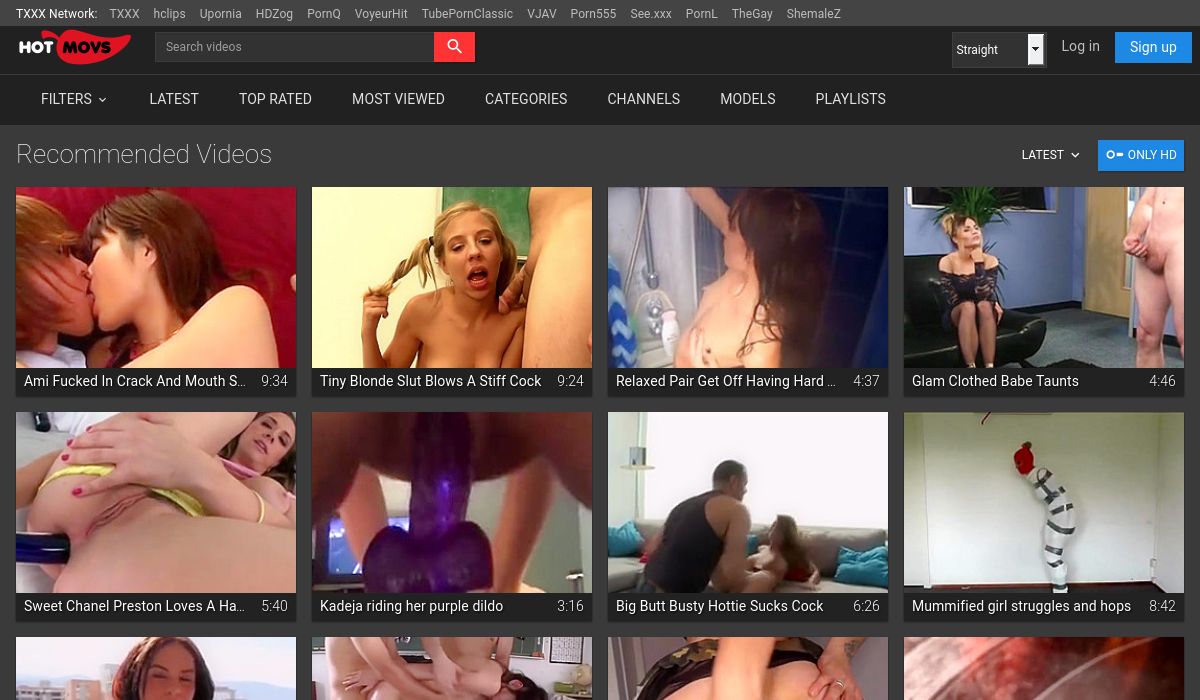 TXXX Network: TXXX hclips Upornia HDZog PornQ VoyeurHit TubePornClassic VJAV Porn555 See.xxx PornL TheGay ShemaleZ
HOT MOVS Search videos Straight Log in Sign up
FILTERS LATEST TOP RATED MOST VIEWED CATEGORIES CHANNELS MODELS PLAYLISTS
Recommended Videos LATEST ONLY HD
Ami Fucked In Crack And Mouth S... 9:34 Tiny Blonde Slut Blows A Stiff Cock 9:24 Relaxed Pair Get Off Having Hard ... 4:37 Glam Clothed Babe Taunts 4:46
Sweet Chanel Preston Loves A Ha... 5:40 Kadeja riding her purple dildo 3:16 Big Butt Busty Hottie Sucks Cock 6:26 Mummified girl struggles and hops 8:42